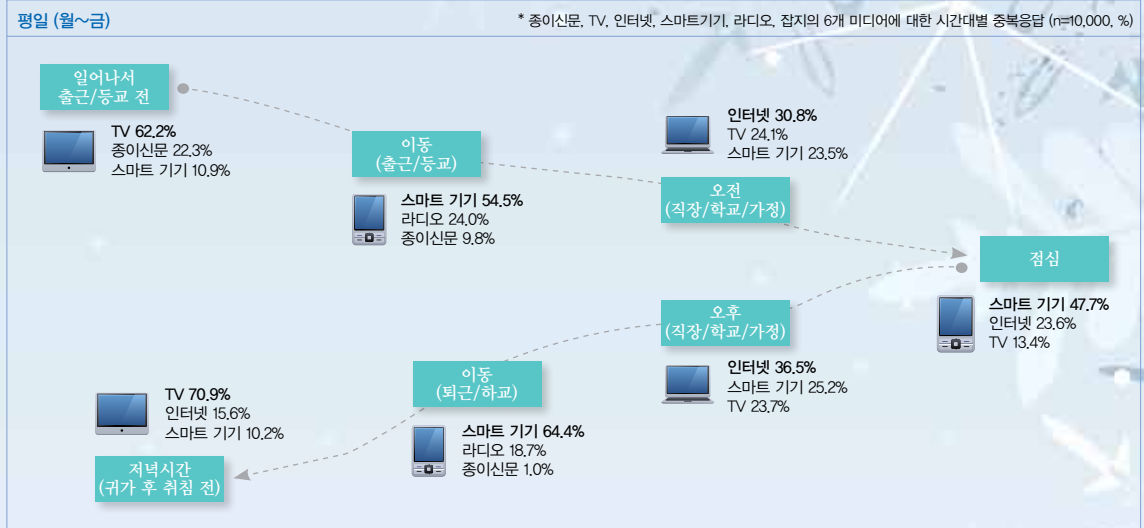 평일 (월~금)
* 종이신문, TV, 인터넷, 스마트기기, 라디오, 잡지의 6개 미디어에 대한 시간대별 중복응답 (n=10,000, %)
일어나서
출근/등교 전
TV 62.2%
종이신문 22.3%
스마트 기기 10.9%
이동
(출근/등교)
스마트 기기 54.5%
라디오 24.0%
종이신문 9.8%
인터넷 30.8%
TV 24.1%
스마트 기기 23.5%
오전
(직장/학교/가정)
점심
스마트 기기 47.7%
인터넷 23.6%
TV 13.4%
오후
(직장/학교/가정)
인터넷 36.5%
스마트 기기 25.2%
TV 23.7%
이동
(퇴근/하교)
스마트 기기 64.4%
라디오 18.7%
종이신문 1.0%
TV 70.9%
인터넷 15.6%
스마트 기기 10.2%
저녁시간
(귀가 후 취침 전)